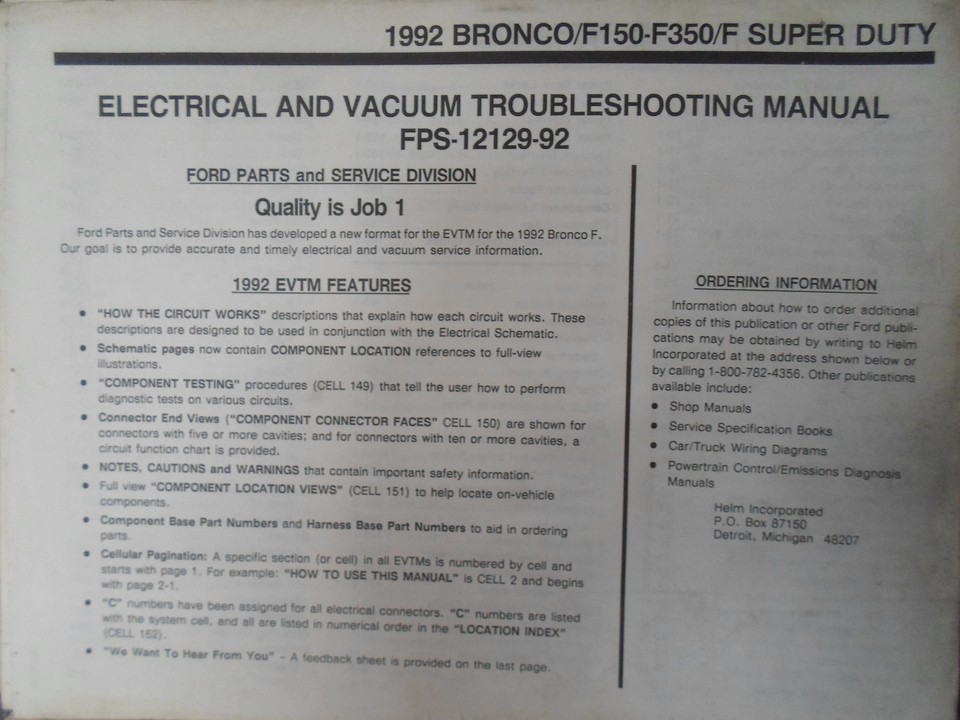 1992 BRONCO/F150-F350/F SUPER DUTY
ELECTRICAL AND VACUUM TROUBLESHOOTING MANUAL
FPS-12129-92
FORD PARTS and SERVICE DIVISION
Quality is Job 1
Ford Parts and Service Division has developed a new format for the EVTM for the 1992 Bronco F.
Our goal is to provide accurate and timely electrical and vacuum service information.
1992 EVTM FEATURES
• "HOW THE CIRCUIT WORKS" descriptions that explain how each circuit works. These
descriptions are designed to be used in conjunction with the Electrical Schematic.
• Schematic pages now contain COMPONENT LOCATION references to full-view
illustrations.
• "COMPONENT TESTING" procedures (CELL 149) that tell the user how to perform
diagnostic tests on various circuits.
• Connector End Views ("COMPONENT CONNECTOR FACES" CELL 150) are shown for
connectors with five or more cavities; and for connectors with ten or more cavities, a
circuit function chart is provided.
• NOTES, CAUTIONS and WARNINGS that contain important safety information.
• Full view "COMPONENT LOCATION VIEWS" (CELL 151) to help locate on-vehicle
components.
• Component Base Part Numbers and Harness Base Part Numbers to aid in ordering
parts.
• Cellular Pagination: A specific section (or cell) in all EVTMs is numbered by cell and
starts with page 1. For example: "HOW TO USE THIS MANUAL" is CELL 2 and begins
with page 2-1.
• "C" numbers have been assigned for all electrical connectors. "C" numbers are listed
with the system cell, and all are listed in numerical order in the "LOCATION INDEX"
(CELL 152).
• "We Want To Hear From You" – A feedback sheet is provided on the last page.
ORDERING INFORMATION
Information about how to order additional
copies of this publication or other Ford publi-
cations may be obtained by writing to Helm
Incorporated at the address shown below or
by calling 1-800-782-4356. Other publications
available include:
• Shop Manuals
• Service Specification Books
• Car/Truck Wiring Diagrams
• Powertrain Control/Emissions Diagnosis
Manuals
Helm Incorporated
P.O. Box 87150
Detroit, Michigan 48207